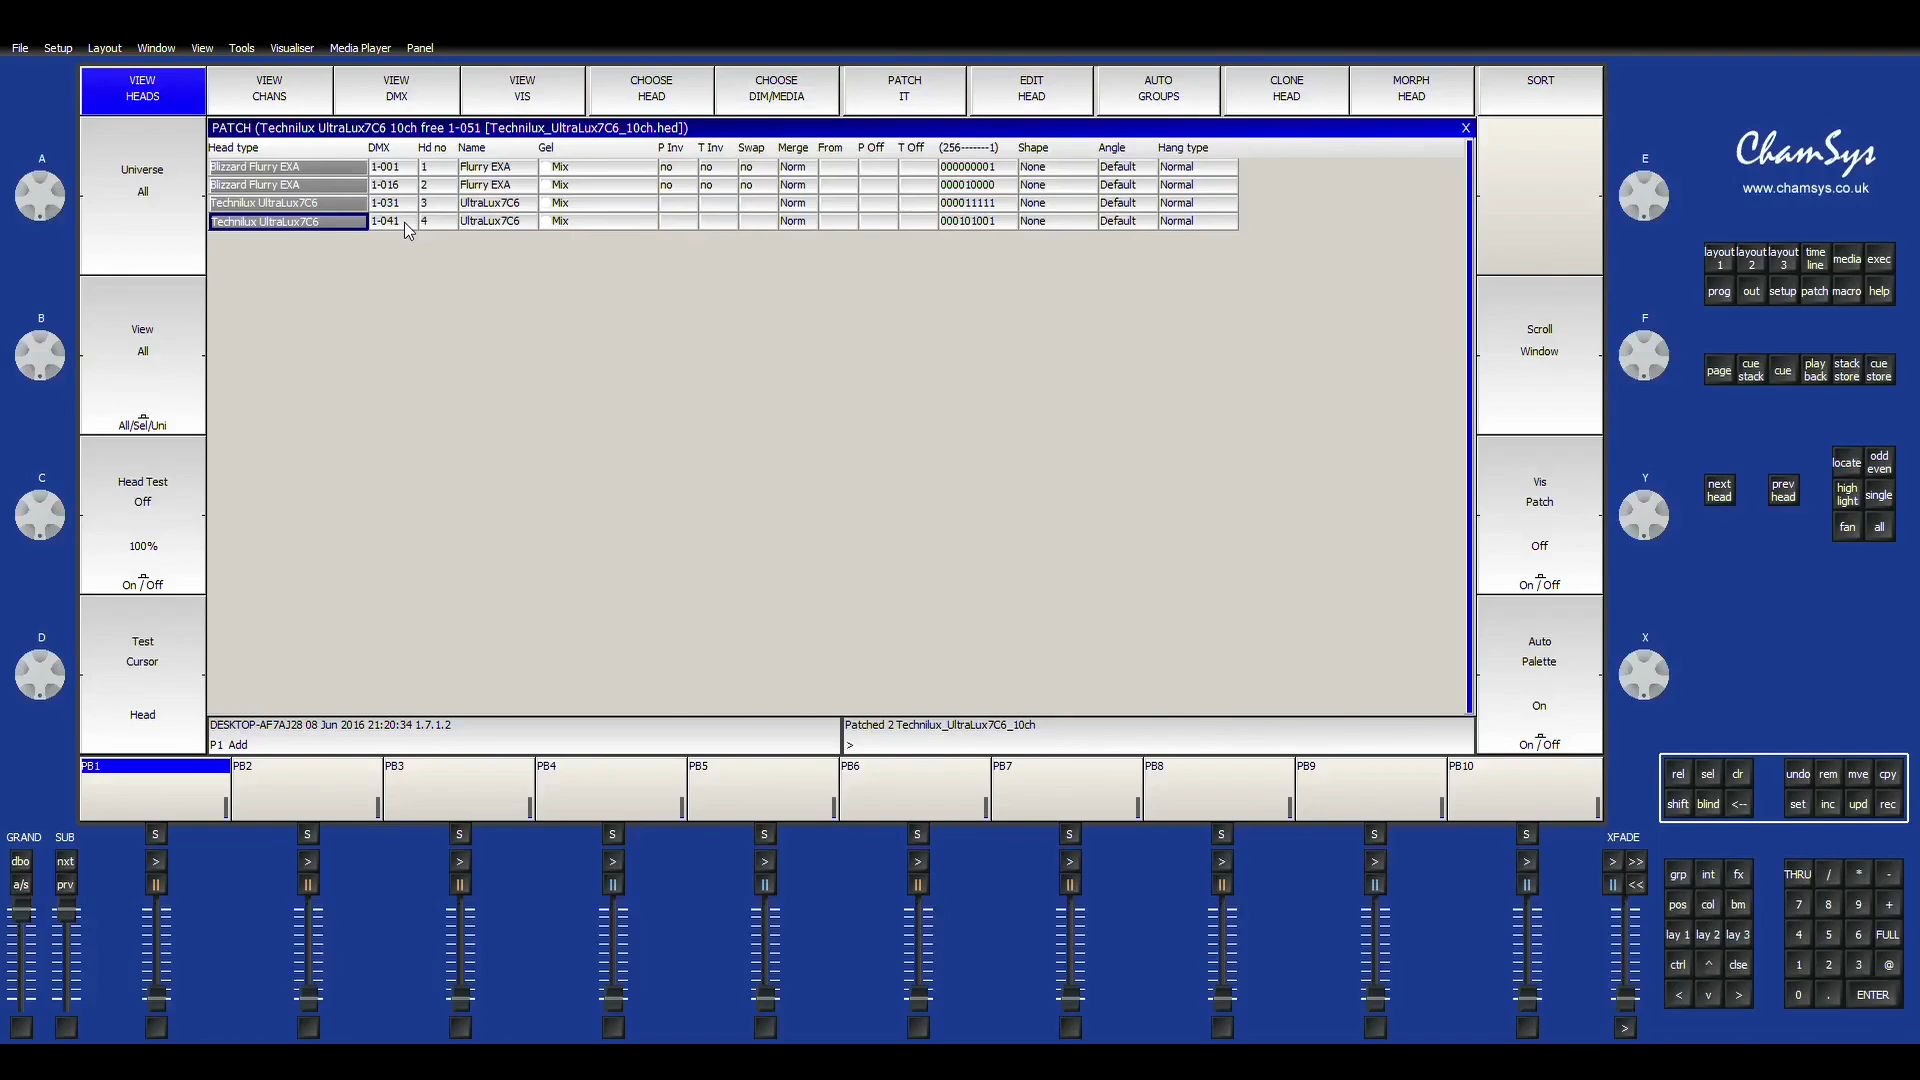 File Setup Layout Window View Tools Visualiser Media Player Panel
VIEW HEADS
VIEW CHANS
VIEW DMX
VIEW VIS
CHOOSE HEAD
CHOOSE DIM/MEDIA
PATCH IT
EDIT HEAD
AUTO GROUPS
CLONE HEAD
MORPH HEAD
SORT
PATCH (Technilux UltraLux7C6 10ch free 1-051 [Technilux_UltraLux7C6_10ch.hed]) X
Head type DMX Hd no Name Gel P Inv T Inv Swap Merge From P Off T Off (256-------1) Shape Angle Hang type
Blizzard Flurry EXA 1-001 1 Flurry EXA Mix no no no Norm 000000001 None Default Normal
Blizzard Flurry EXA 1-016 2 Flurry EXA Mix no no no Norm 000010000 None Default Normal
Technilux UltraLux7C6 1-031 3 UltraLux7C6 Mix Norm 000011111 None Default Normal
Technilux UltraLux7C6 1-041 4 UltraLux7C6 Mix Norm 000101001 None Default Normal
A
Universe
All
B
View
All
All/Sel/Uni
C
Head Test
Off
100%
On / Off
D
Test
Cursor
Head
E
F
Scroll
Window
Y
Vis
Patch
Off
On / Off
X
Auto
Palette
On
On / Off
ChamSys
www.chamsys.co.uk
layout 1 layout 2 layout 3 time line media exec
prog out setup patch macro help
page cue stack cue play back stack store cue store
next head
prev head
locate odd even
high light single
fan all
DESKTOP-AF7AJ28 08 Jun 2016 21:20:34 1.7.1.2
P1 Add
Patched 2 Technilux_UltraLux7C6_10ch
>
PB1 PB2 PB3 PB4 PB5 PB6 PB7 PB8 PB9 PB10
rel sel clr undo rem mve cpy
shift blind <-- set inc upd rec
GRAND SUB S S S S S S S S S S XFADE
dbo nxt > > > > > > > > > > > >>
a/s prv || || || || || || || || || || || <<
grp int fx THRU / * -
pos col bm 7 8 9 +
lay 1 lay 2 lay 3 4 5 6 FULL
ctrl ^ clse 1 2 3 @
< v > 0 . ENTER
>